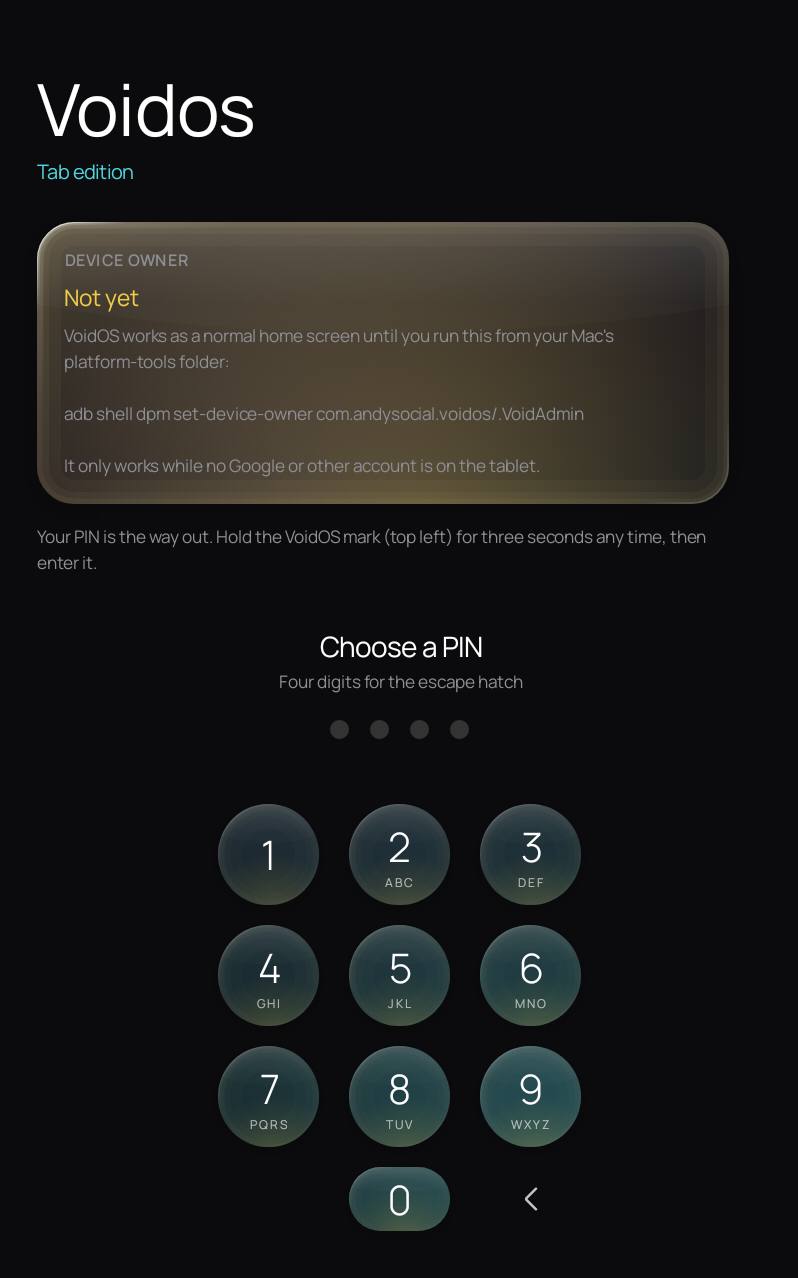 Voidos
Tab edition
DEVICE OWNER
Not yet
VoidOS works as a normal home screen until you run this from your Mac's
platform-tools folder:
adb shell dpm set-device-owner com.andysocial.voidos/.VoidAdmin
It only works while no Google or other account is on the tablet.
Your PIN is the way out. Hold the VoidOS mark (top left) for three seconds any time, then
enter it.
Choose a PIN
Four digits for the escape hatch
1 2 3
ABC DEF
4 5 6
GHI JKL MNO
7 8 9
PQRS TUV WXYZ
0